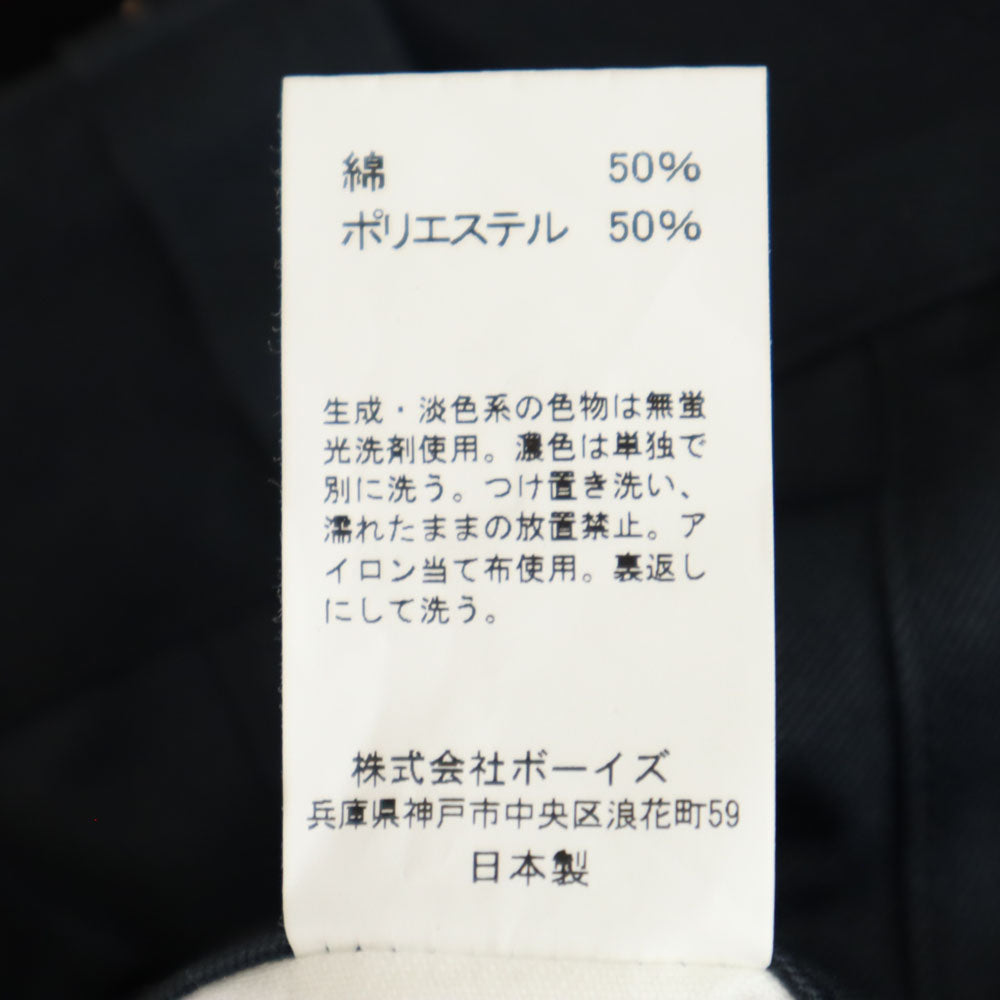 綿 50%
ポリエステル 50%
生成・淡色系の色物は無蛍
光洗剤使用。濃色は単独で
別に洗う。つけ置き洗い、
濡れたままの放置禁止。ア
イロン当て布使用。裏返し
にして洗う。
株式会社ボーイズ
兵庫県神戸市中央区浪花町59
日本製